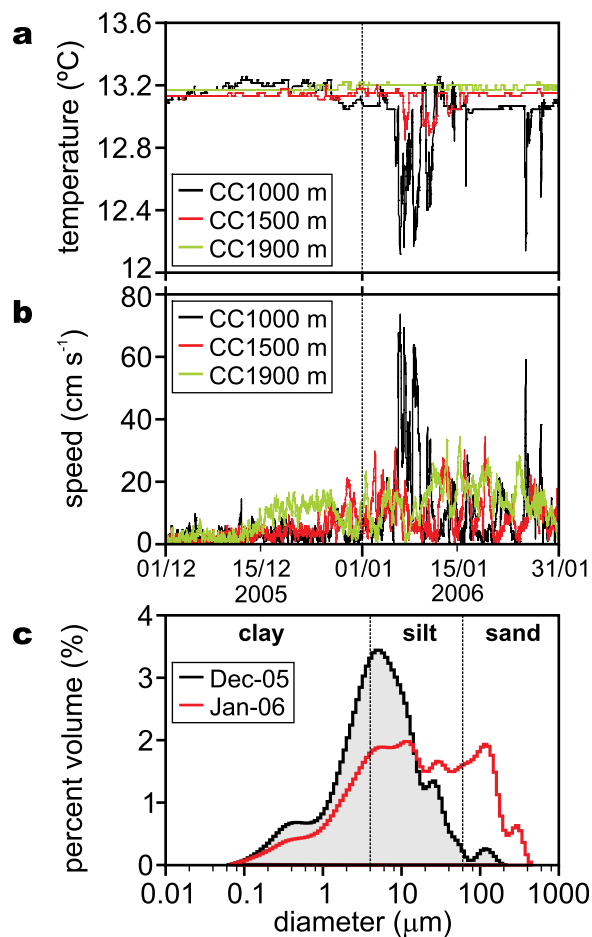 a
temperature (ºC)
13.6
13.2
12.8
12.4
12
CC1000 m
CC1500 m
CC1900 m
b
speed (cm s⁻¹)
80
60
40
20
0
CC1000 m
CC1500 m
CC1900 m
01/12 15/12 01/01 15/01 31/01
2005 2006
c
percent volume (%)
4
3
2
1
0
clay silt sand
Dec-05
Jan-06
0.01 0.1 1 10 100 1000
diameter (μm)